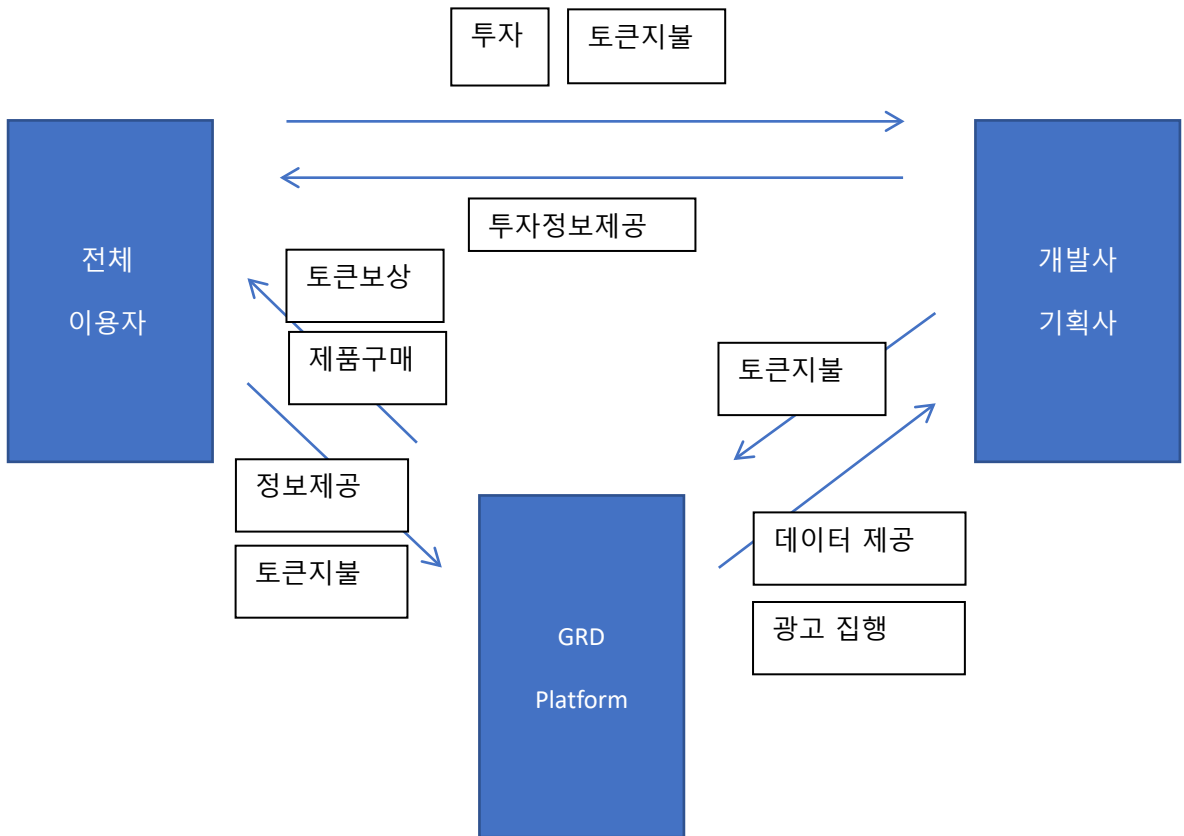 투자
토큰지불
투자정보제공
전체
이용자
토큰보상
제품구매
개발사
기획사
토큰지불
정보제공
토큰지불
데이터 제공
광고 집행
GRD
Platform